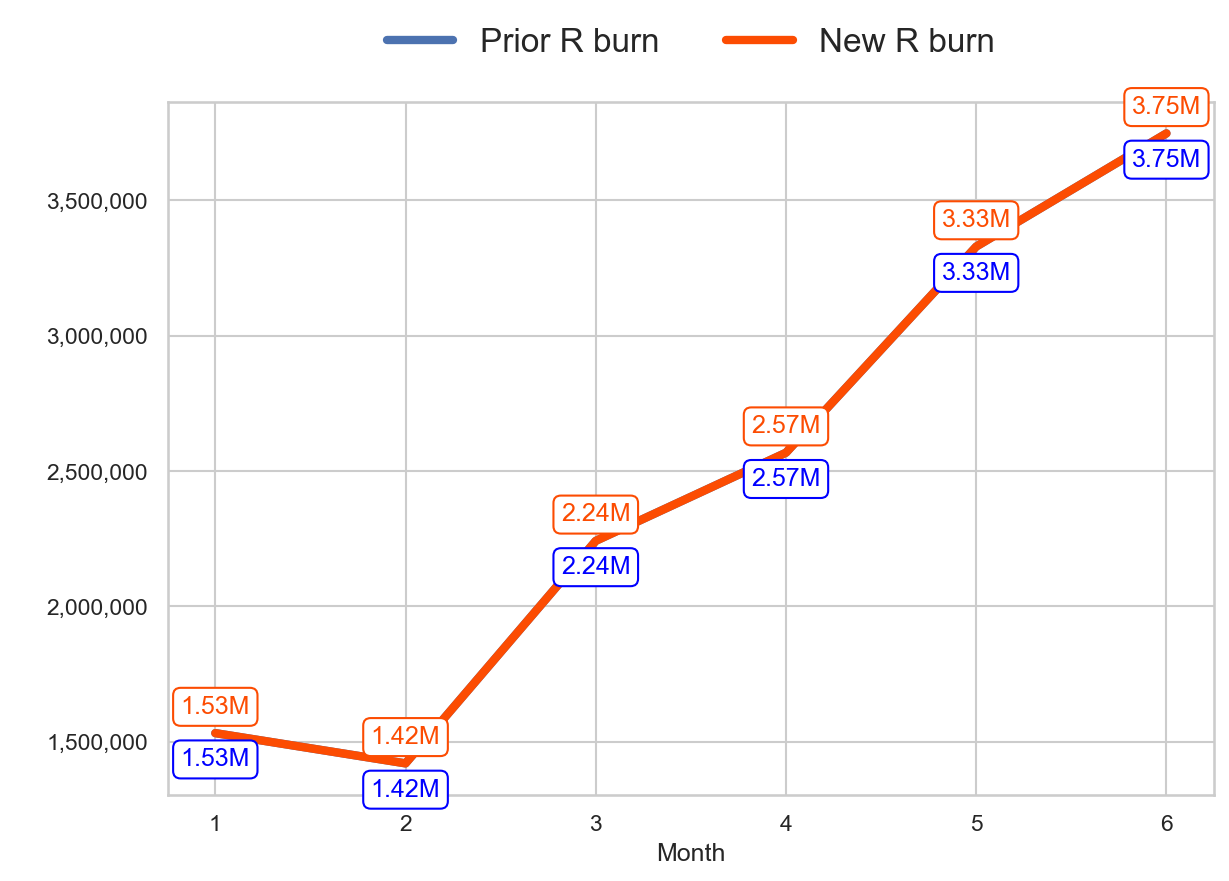 Prior R burn New R burn
3.75M
3.75M
3,500,000
3.33M
3.33M
3,000,000
2.57M
2,500,000
2.57M
2.24M
2.24M
2,000,000
1.53M
1.42M
1,500,000
1.53M
1.42M
1 2 3 4 5 6
Month